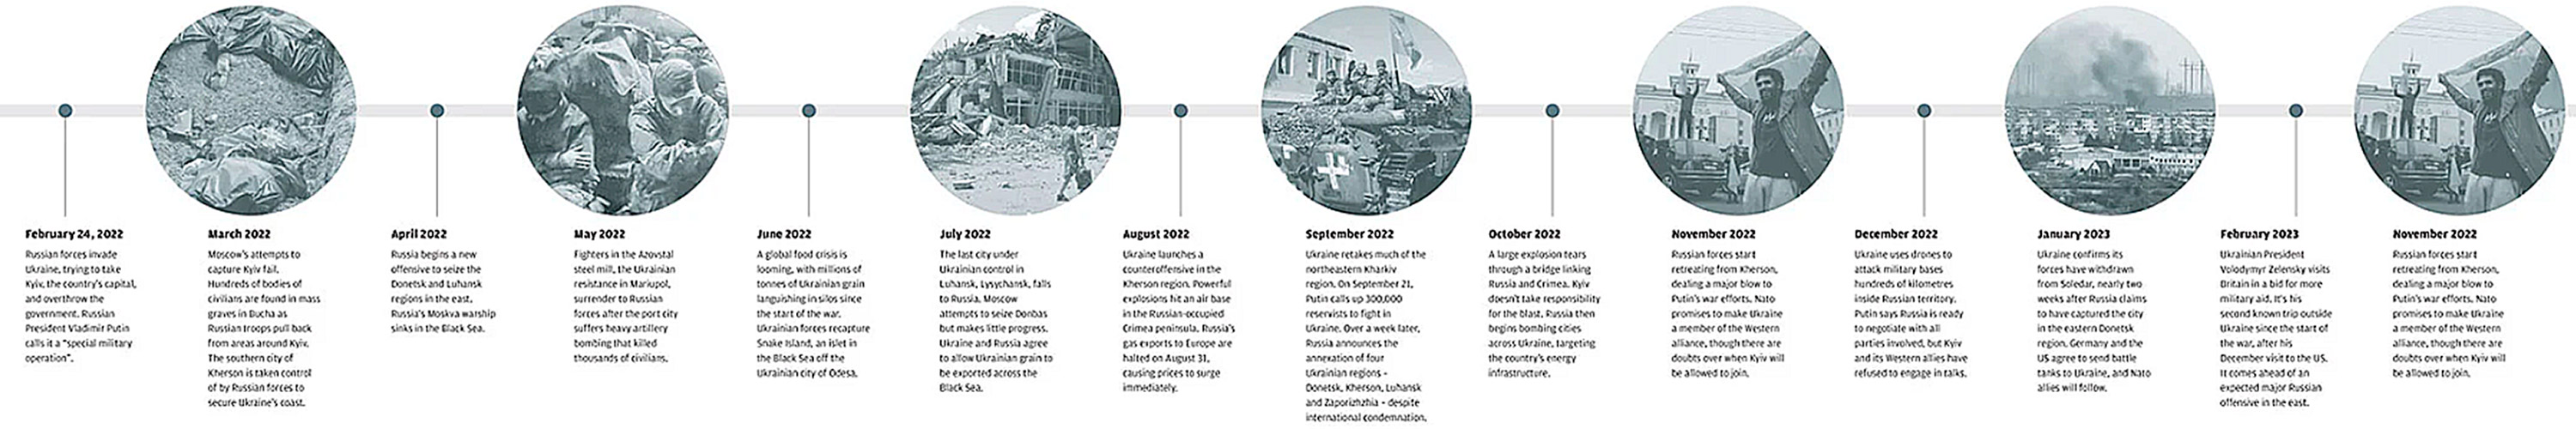 February 24, 2022
Russian forces invade
Ukraine, trying to take
Kyiv, the country's capital,
and overthrow the
government. Russian
President Vladimir Putin
calls it a "special military
operation".
March 2022
Moscow's attempts to
capture Kyiv fail.
Hundreds of bodies of
civilians are found in mass
graves in Bucha as
Russian troops pull back
from areas around Kyiv.
The southern city of
Kherson is taken control
of by Russian forces to
secure Ukraine's coast.
April 2022
Russia begins a new
offensive to seize the
Donetsk and Luhansk
regions in the east.
Russia's Moskva warship
sinks in the Black Sea.
May 2022
Fighters in the Azovstal
steel mill, the Ukrainian
resistance in Mariupol,
surrender to Russian
forces after the port city
suffers heavy artillery
bombing that killed
thousands of civilians.
June 2022
A global food crisis is
looming, with millions of
tonnes of Ukrainian grain
languishing in silos since
the start of the war.
Ukrainian forces recapture
Snake Island, an islet in
the Black Sea off the
Ukrainian city of Odesa.
July 2022
The last city under
Ukrainian control in
Luhansk, Lysychansk, falls
to Russia. Moscow
attempts to seize Donbas
but makes little progress.
Ukraine and Russia agree
to allow Ukrainian grain to
be exported across the
Black Sea.
August 2022
Ukraine launches a
counteroffensive in the
Kherson region. Powerful
explosions hit an air base
in the Russian-occupied
Crimea peninsula. Russia's
gas exports to Europe are
halted on August 31,
causing prices to surge
immediately.
September 2022
Ukraine retakes much of the
northeastern Kharkiv
region. On September 21,
Putin calls up 300,000
reservists to fight in
Ukraine. Over a week later,
Russia announces the
annexation of four
Ukrainian regions –
Donetsk, Kherson, Luhansk
and Zaporizhzhia – despite
international condemnation.
October 2022
A large explosion tears
through a bridge linking
Russia and Crimea. Kyiv
doesn't take responsibility
for the blast. Russia then
begins bombing cities
across Ukraine, targeting
the country's energy
infrastructure.
November 2022
Russian forces start
retreating from Kherson,
dealing a major blow to
Putin's war efforts. Nato
promises to make Ukraine
a member of the Western
alliance, though there are
doubts over when Kyiv will
be allowed to join.
December 2022
Ukraine uses drones to
attack military bases
hundreds of kilometres
inside Russian territory.
Putin says Russia is ready
to negotiate with all
parties involved, but Kyiv
and its Western allies have
refused to engage in talks.
January 2023
Ukraine confirms its
forces have withdrawn
from Soledar, nearly two
weeks after Russia claims
to have captured the city
in the eastern Donetsk
region. Germany and the
US agree to send battle
tanks to Ukraine, and Nato
allies will follow.
February 2023
Ukrainian President
Volodymyr Zelensky visits
Britain in a bid for more
military aid. It's his
second known trip outside
Ukraine since the start of
the war, after his
December visit to the US.
It comes ahead of an
expected major Russian
offensive in the east.
November 2022
Russian forces start
retreating from Kherson,
dealing a major blow to
Putin's war efforts. Nato
promises to make Ukraine
a member of the Western
alliance, though there are
doubts over when Kyiv will
be allowed to join.